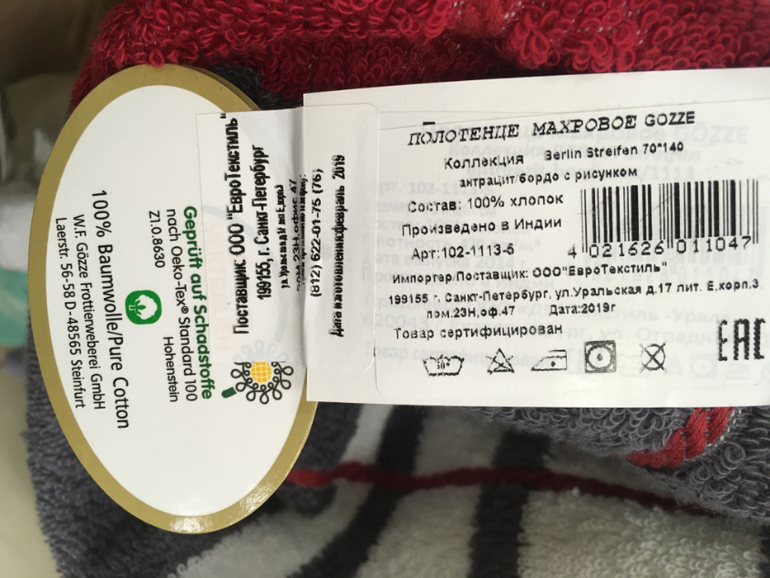 ПОЛОТЕНЦЕ МАХРОВОЕ GOZZE
Коллекция Berlin Streifen 70*140
антрацит/бордо с рисунком
Состав: 100% хлопок
Произведено в Индии
Арт:102-1113-5
4 021626 011047
Импортер/Поставщик: ООО"ЕвроТекстиль"
199155 г. Санкт-Петербург, ул.Уральская д.17 лит. Е,корп.3
пом.23Н,оф.47 Дата:2019г
Товар сертифицирован
30°
EAC
Поставщик: ООО "ЕвроТекстиль"
199155, г. Санкт-Петербург
(812) 622-01-75 (76)
2019
Geprüft auf Schadstoffe
nach Oeko-Tex® Standard 100
Z1.0.8630 Hohenstein
100% Baumwolle/Pure Cotton
W.F. Gözze Frottierweberei GmbH
Laerstr. 56-58 D-48565 Steinfurt